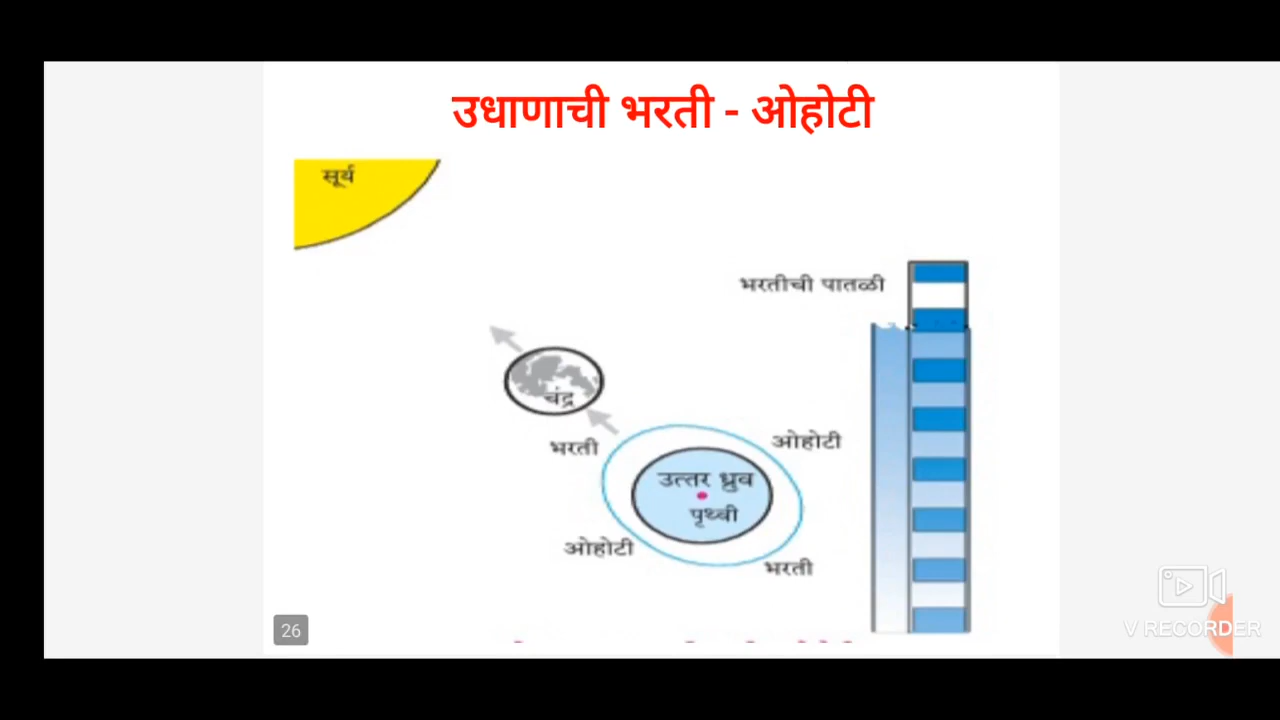 उधाणाची भरती - ओहोटी
सूर्य
भरतीची पातळी
चंद्र
भरती
ओहोटी
उत्तर ध्रुव
पृथ्वी
ओहोटी
भरती
26
V RECORDER